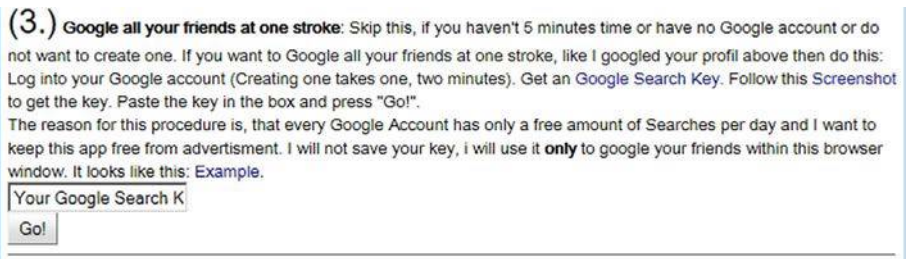 (3.) Google all your friends at one stroke: Skip this, if you haven't 5 minutes time or have no Google account or do
not want to create one. If you want to Google all your friends at one stroke, like I googled your profil above then do this:
Log into your Google account (Creating one takes one, two minutes). Get an Google Search Key. Follow this Screenshot
to get the key. Paste the key in the box and press "Go!".
The reason for this procedure is, that every Google Account has only a free amount of Searches per day and I want to
keep this app free from advertisment. I will not save your key, i will use it only to google your friends within this browser
window. It looks like this: Example.
Your Google Search K
Go!